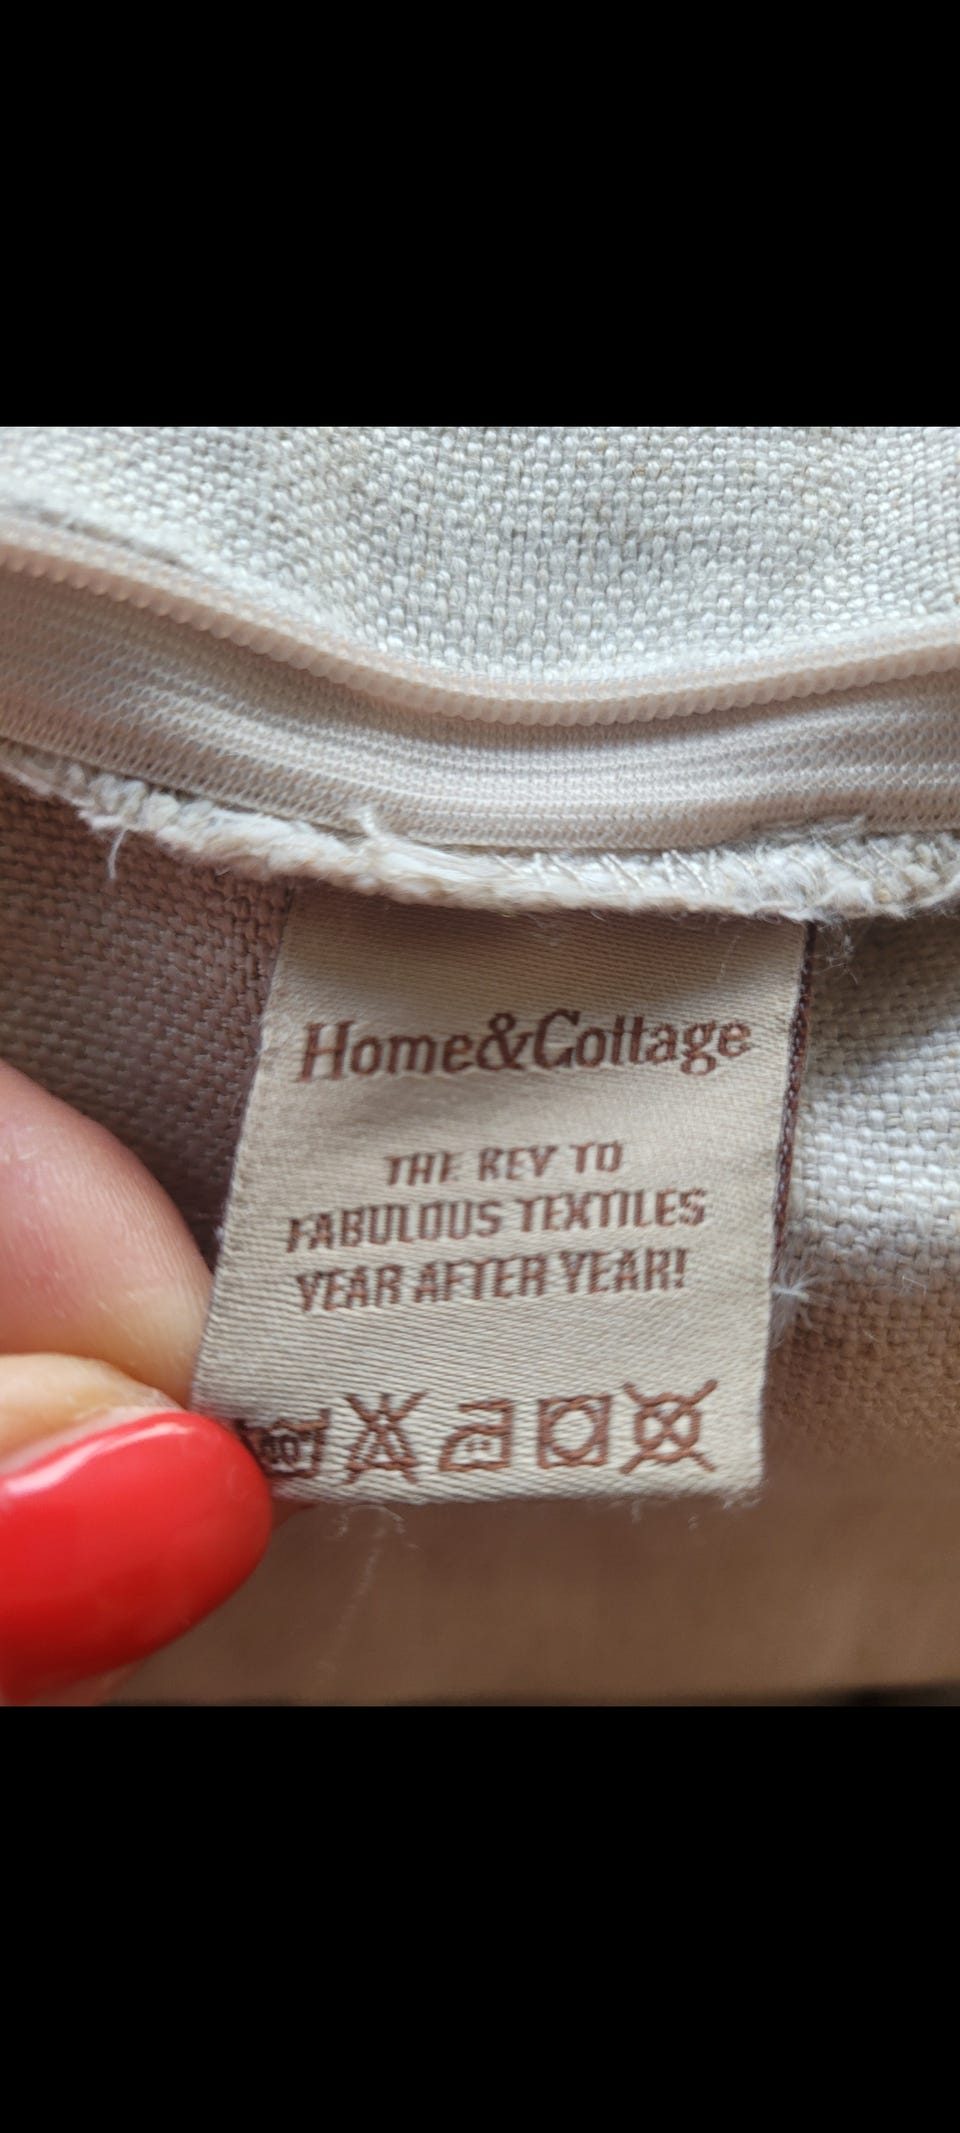 Home&Cottage
THE KEY TO
FABULOUS TEXTILES
YEAR AFTER YEAR!